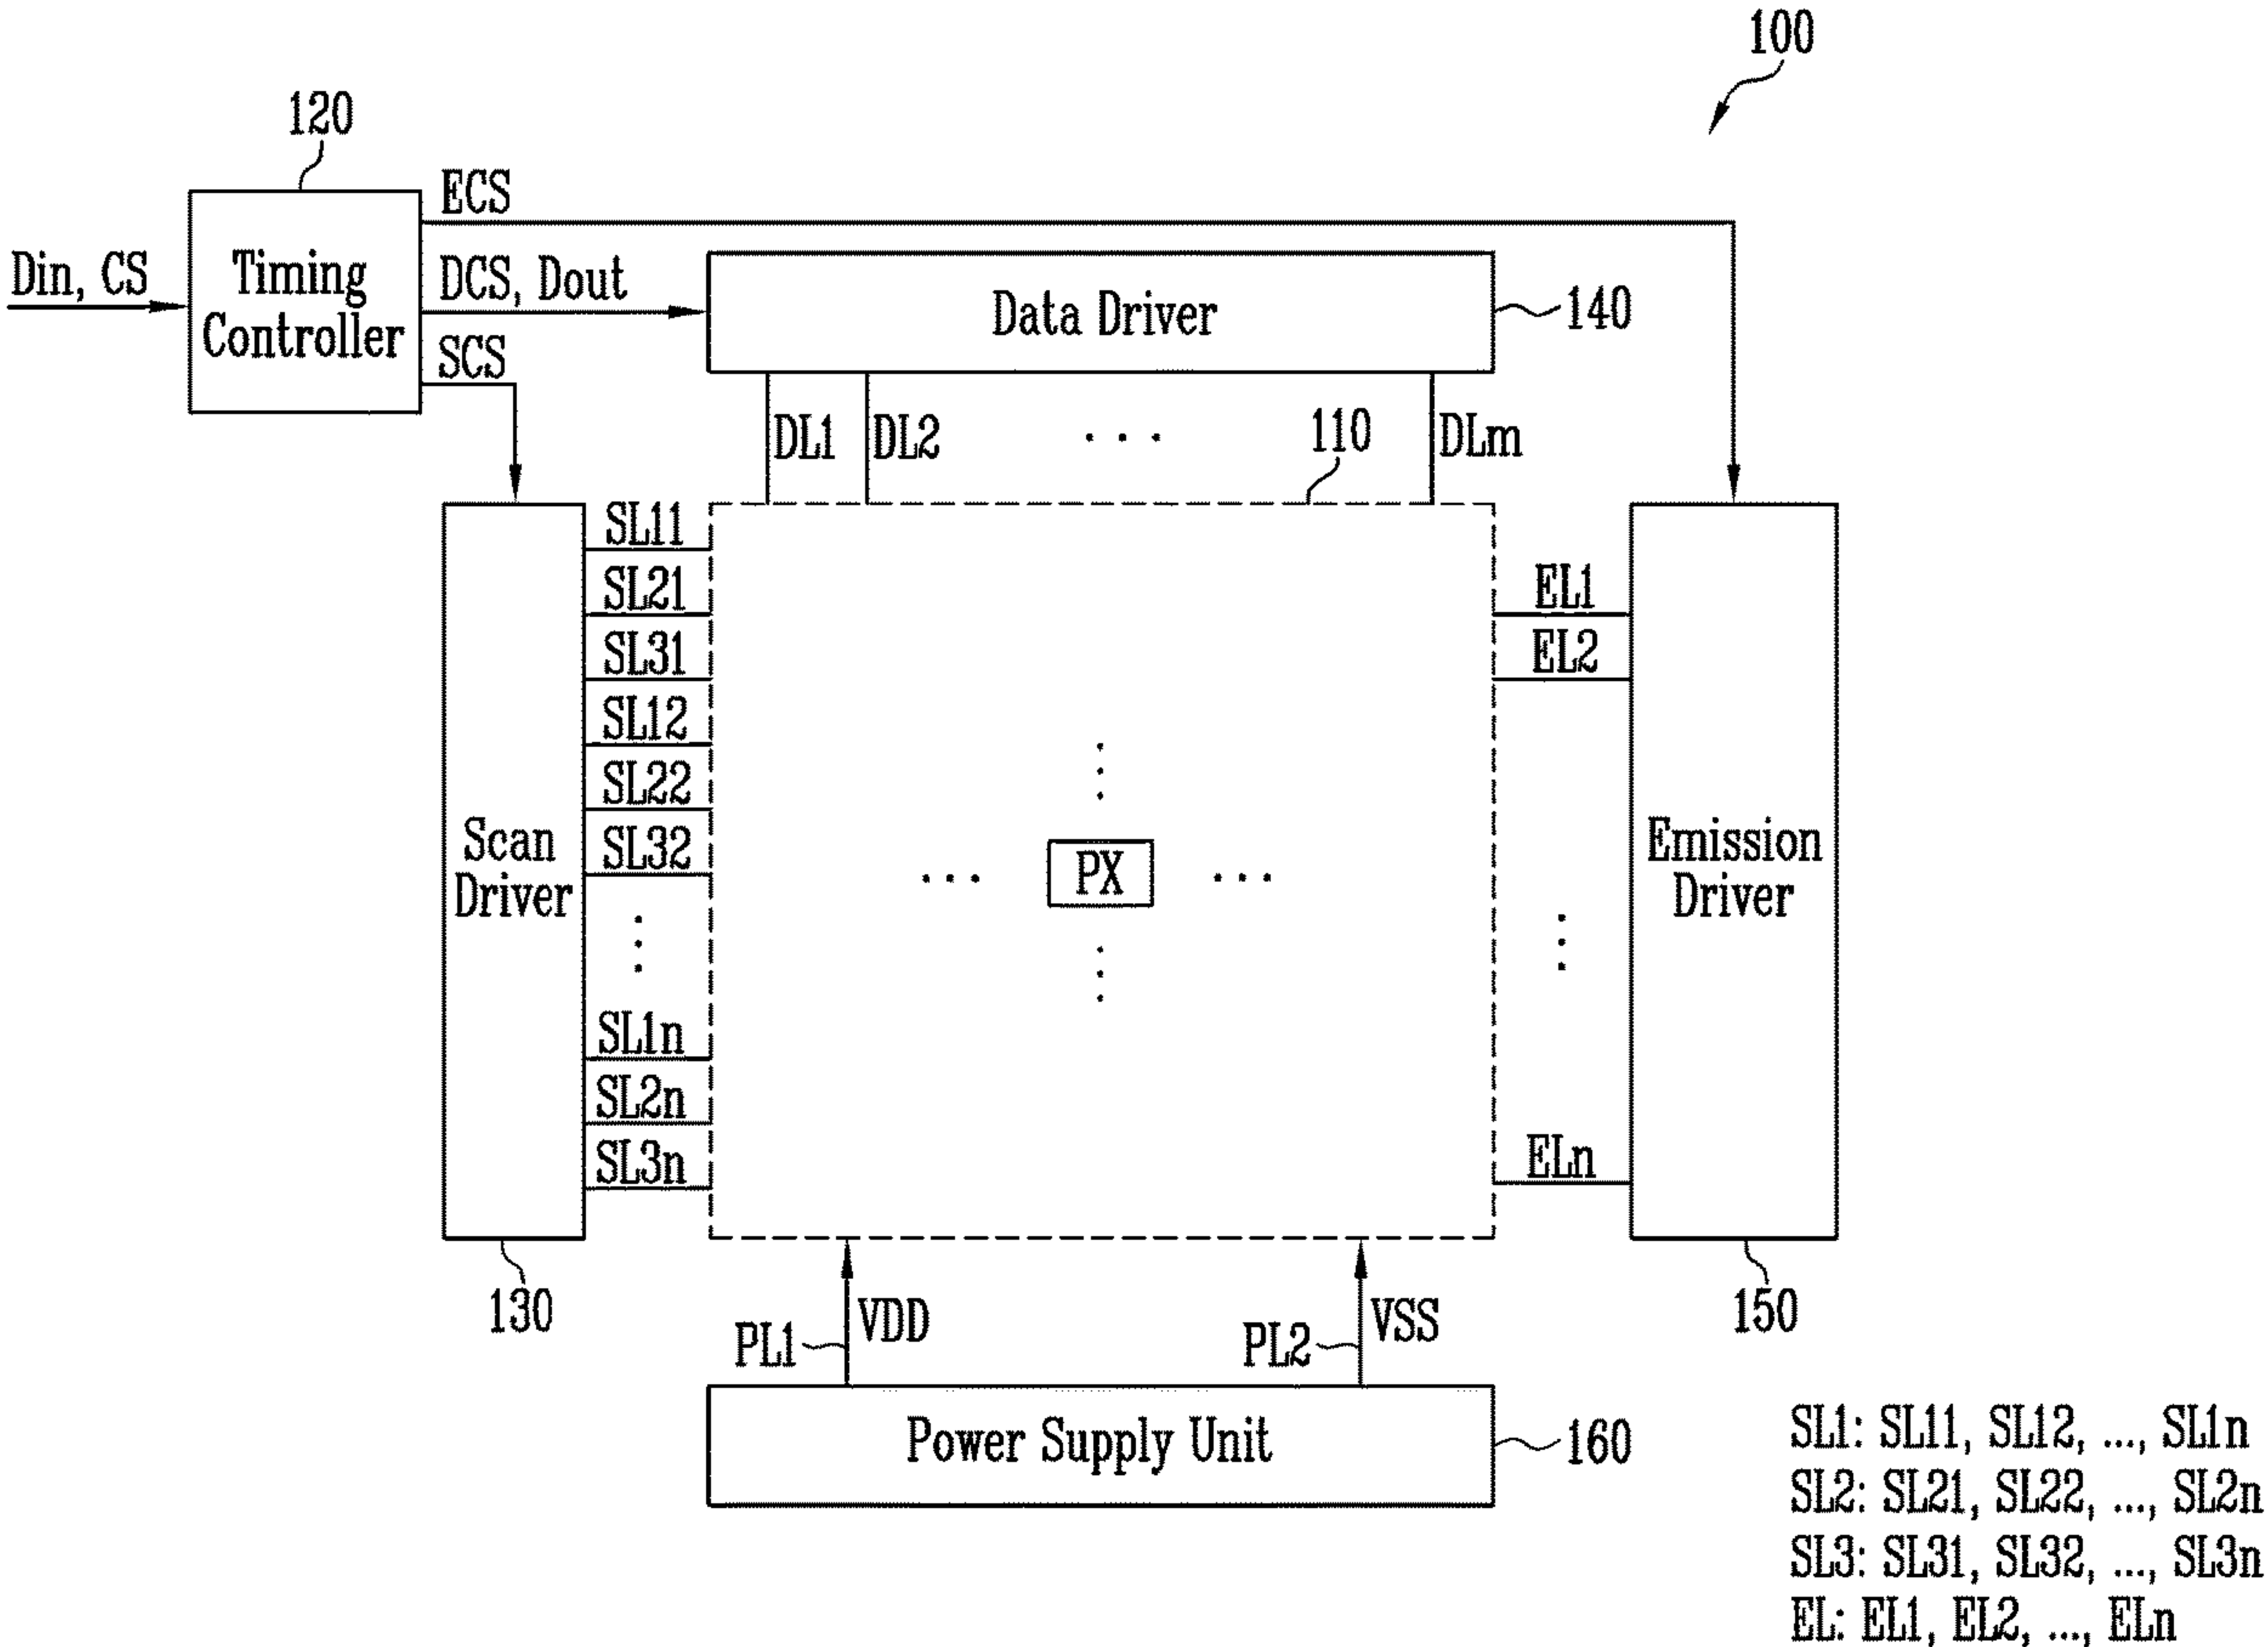 100
120
ECS
Din, CS
Timing
Controller
DCS, Dout
SCS
Data Driver
140
DL1
DL2
. . .
110
DLm
SL11
SL21
SL31
SL12
SL22
SL32
SL1n
SL2n
SL3n
Scan
Driver
PX
EL1
EL2
ELn
Emission
Driver
130
150
PL1
VDD
PL2
VSS
Power Supply Unit
160
SL1: SL11, SL12, ..., SL1n
SL2: SL21, SL22, ..., SL2n
SL3: SL31, SL32, ..., SL3n
EL: EL1, EL2, ..., ELn